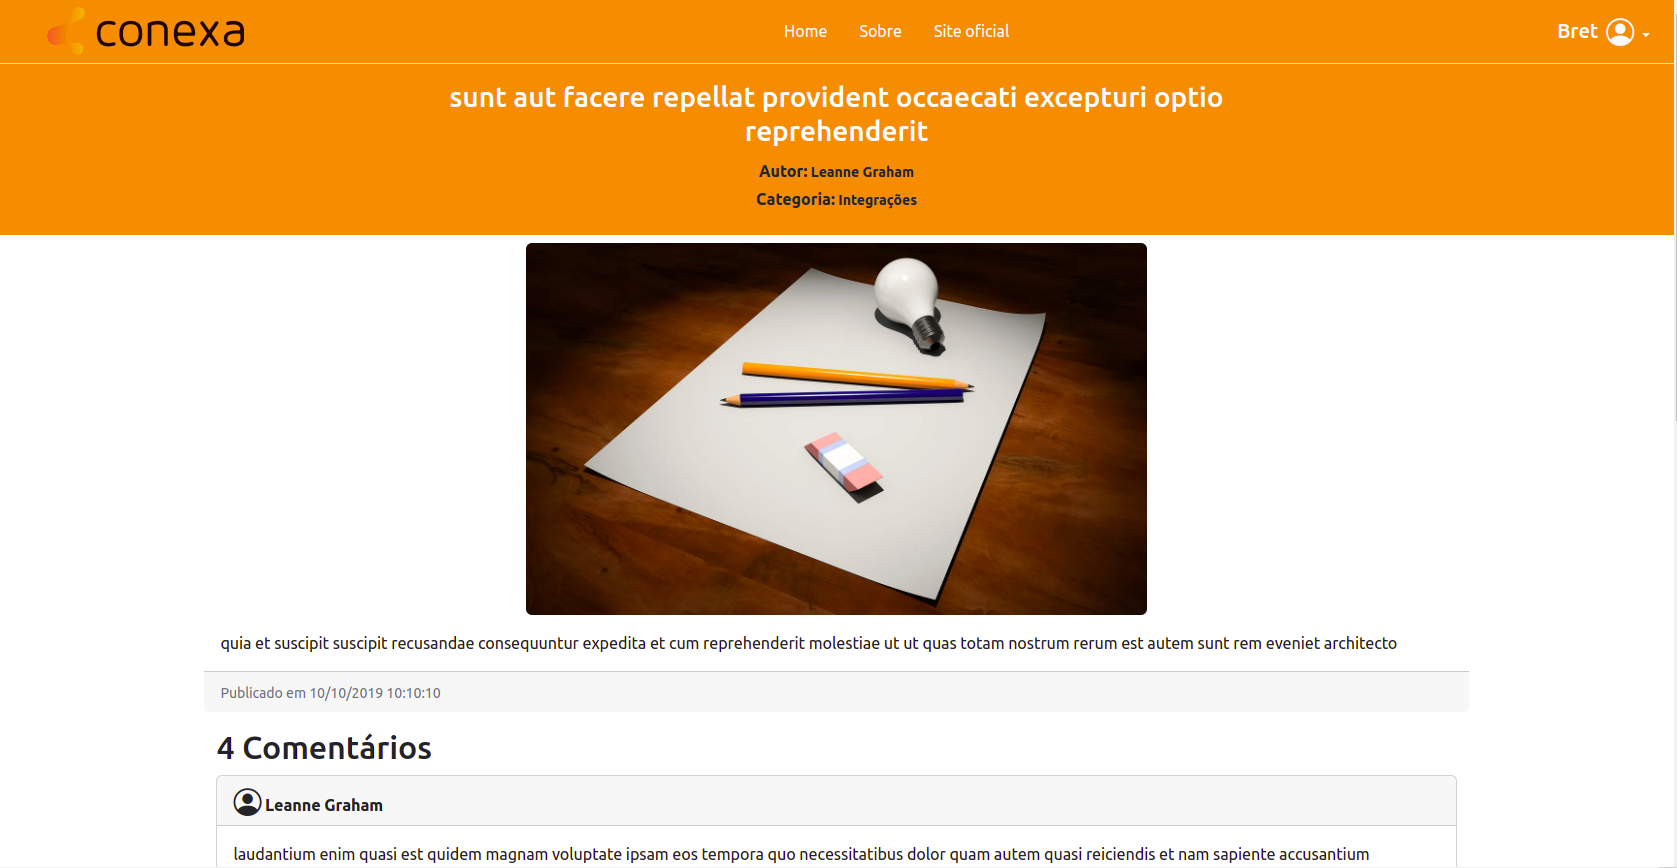 conexa
Home Sobre Site oficial
Bret
sunt aut facere repellat provident occaecati excepturi optio
reprehenderit
Autor: Leanne Graham
Categoria: Integrações
quia et suscipit suscipit recusandae consequuntur expedita et cum reprehenderit molestiae ut ut quas totam nostrum rerum est autem sunt rem eveniet architecto
Publicado em 10/10/2019 10:10:10
4 Comentários
Leanne Graham
laudantium enim quasi est quidem magnam voluptate ipsam eos tempora quo necessitatibus dolor quam autem quasi reiciendis et nam sapiente accusantium